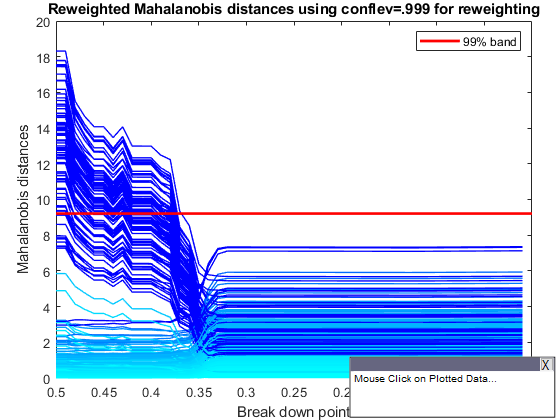 Reweighted Mahalanobis distances using conflev=.999 for reweighting
20
18
16
14
12
10
8
6
4
2
0
Mahalanobis distances
99% band
0.5
0.45
0.4
0.35
0.3
0.25
Break down point
X
Mouse Click on Plotted Data...